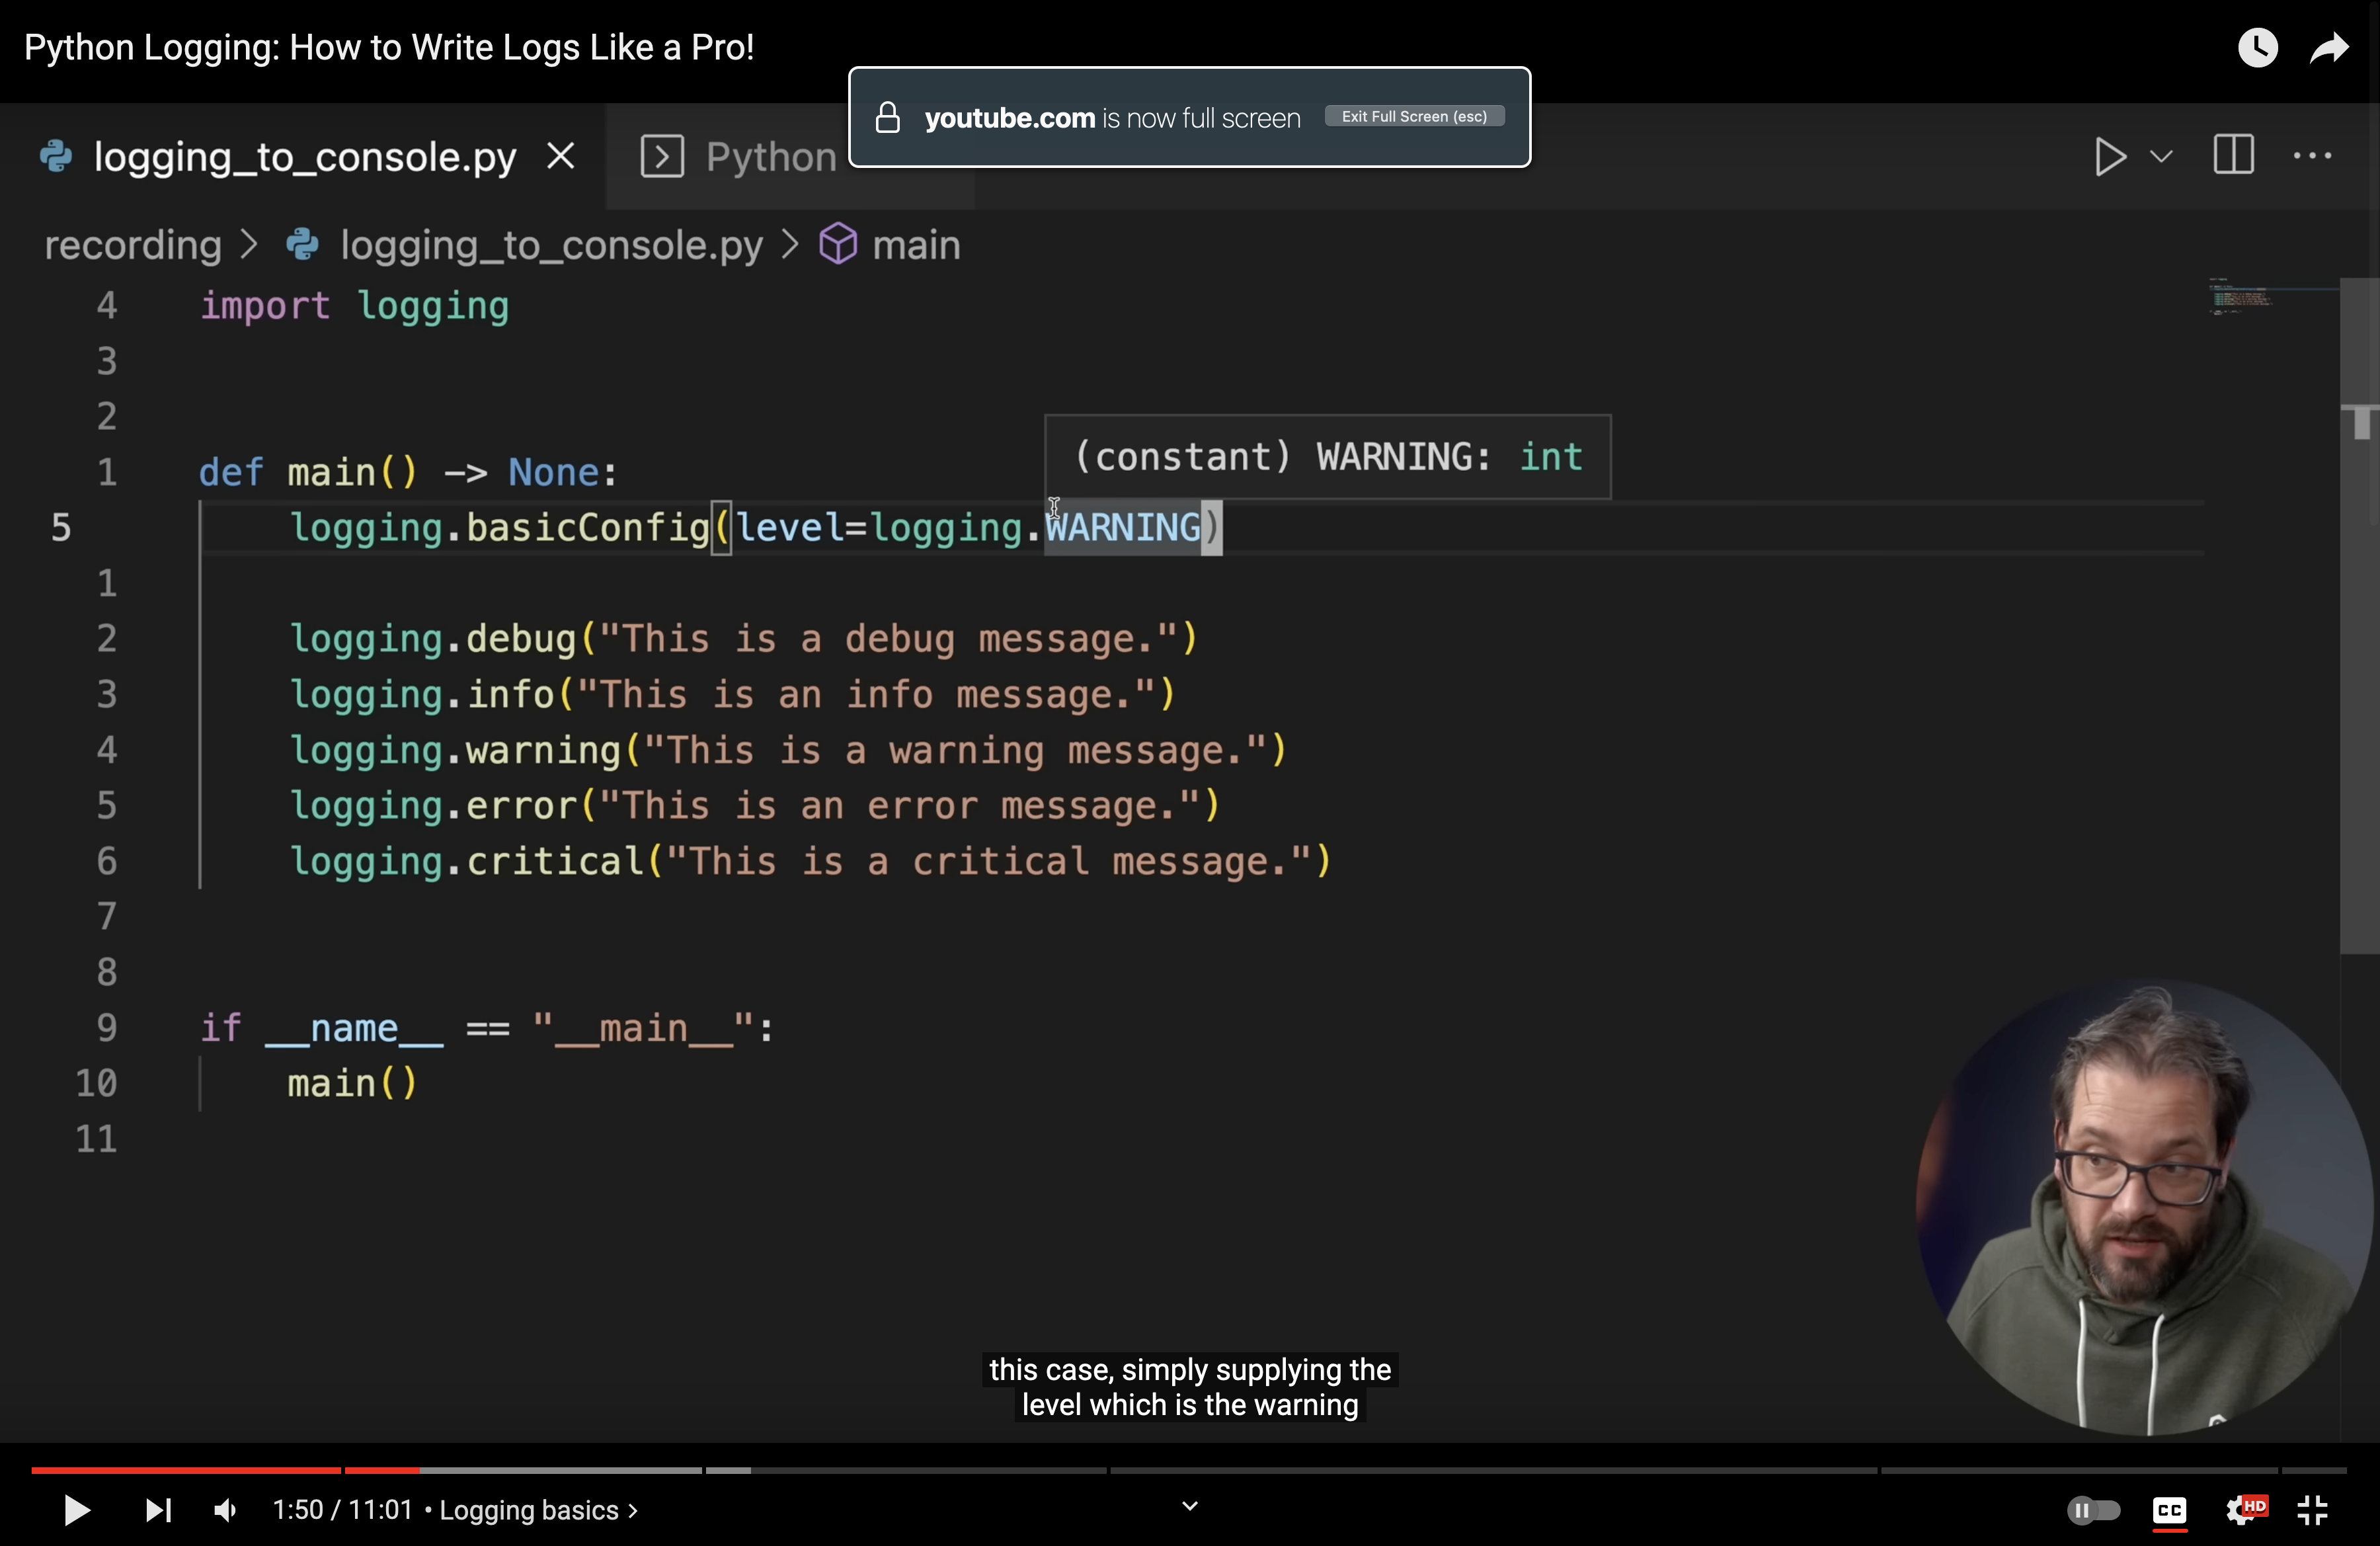 Python Logging: How to Write Logs Like a Pro!
youtube.com is now full screen Exit Full Screen (esc)
logging_to_console.py Python
recording > logging_to_console.py > main
4 import logging
3
2
(constant) WARNING: int
1 def main() -> None:
5 logging.basicConfig(level=logging.WARNING)
1
2 logging.debug("This is a debug message.")
3 logging.info("This is an info message.")
4 logging.warning("This is a warning message.")
5 logging.error("This is an error message.")
6 logging.critical("This is a critical message.")
7
8
9 if __name__ == "__main__":
10 main()
11
this case, simply supplying the
level which is the warning
1:50 / 11:01 • Logging basics >
CC HD